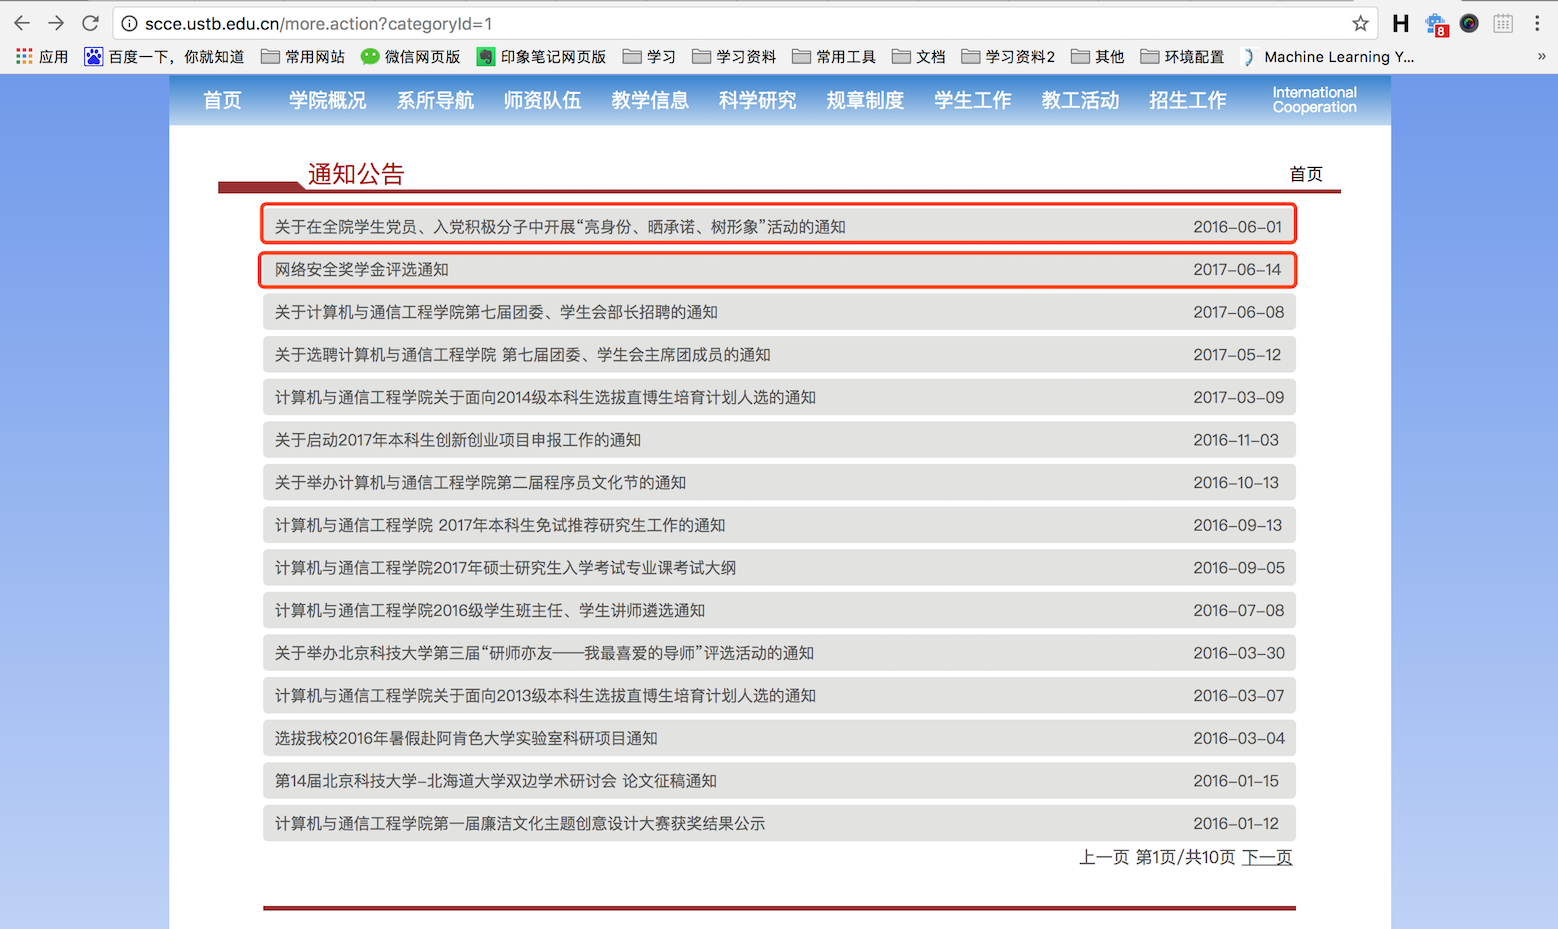 scce.ustb.edu.cn/more.action?categoryId=1
H
8
应用 百度一下，你就知道 常用网站 微信网页版 印象笔记网页版 学习 学习资料 常用工具 文档 学习资料2 其他 环境配置 Machine Learning Y... »
首页 学院概况 系所导航 师资队伍 教学信息 科学研究 规章制度 学生工作 教工活动 招生工作 International Cooperation
通知公告 首页
关于在全院学生党员、入党积极分子中开展“亮身份、晒承诺、树形象”活动的通知 2016-06-01
网络安全奖学金评选通知 2017-06-14
关于计算机与通信工程学院第七届团委、学生会部长招聘的通知 2017-06-08
关于选聘计算机与通信工程学院 第七届团委、学生会主席团成员的通知 2017-05-12
计算机与通信工程学院关于面向2014级本科生选拔直博生培育计划人选的通知 2017-03-09
关于启动2017年本科生创新创业项目申报工作的通知 2016-11-03
关于举办计算机与通信工程学院第二届程序员文化节的通知 2016-10-13
计算机与通信工程学院 2017年本科生免试推荐研究生工作的通知 2016-09-13
计算机与通信工程学院2017年硕士研究生入学考试专业课考试大纲 2016-09-05
计算机与通信工程学院2016级学生班主任、学生讲师遴选通知 2016-07-08
关于举办北京科技大学第三届“研师亦友——我最喜爱的导师”评选活动的通知 2016-03-30
计算机与通信工程学院关于面向2013级本科生选拔直博生培育计划人选的通知 2016-03-07
选拔我校2016年暑假赴阿肯色大学实验室科研项目通知 2016-03-04
第14届北京科技大学-北海道大学双边学术研讨会 论文征稿通知 2016-01-15
计算机与通信工程学院第一届廉洁文化主题创意设计大赛获奖结果公示 2016-01-12
上一页 第1页/共10页 下一页